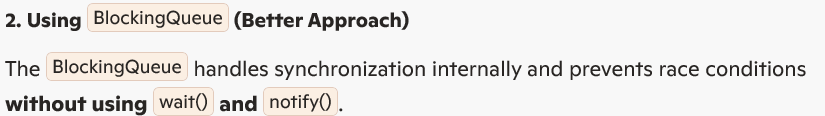 2. Using BlockingQueue (Better Approach)
The BlockingQueue handles synchronization internally and prevents race conditions
without using wait() and notify().